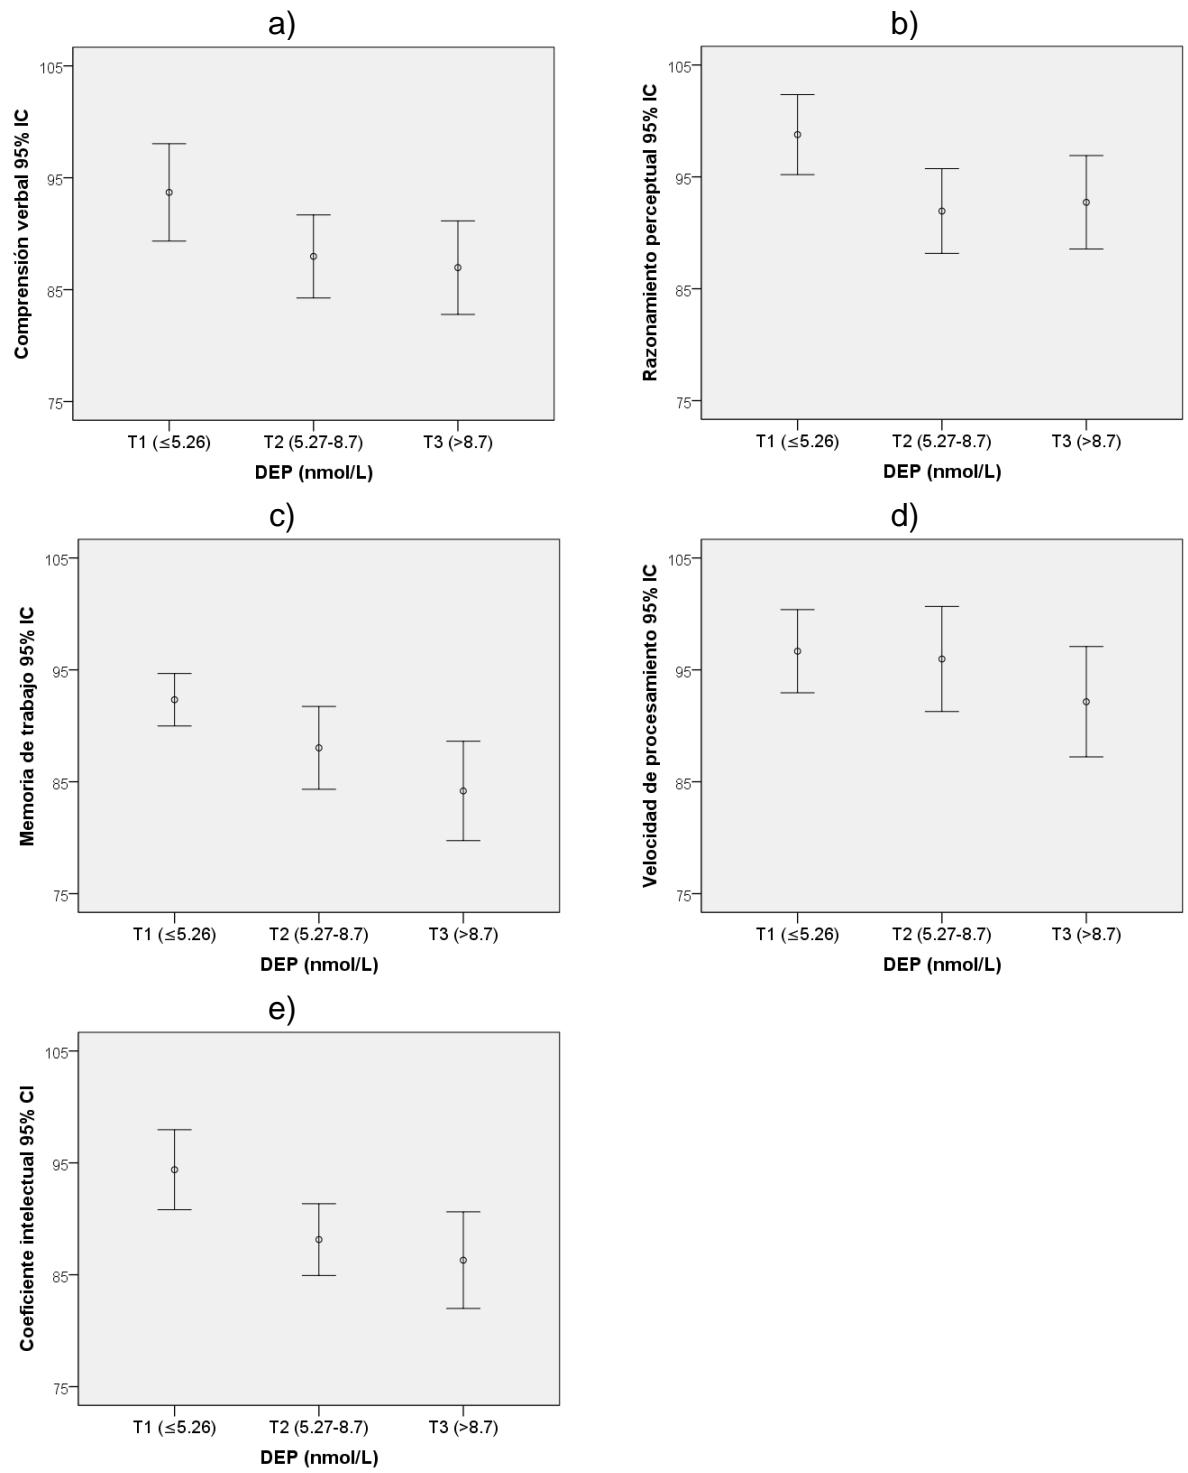 a)
Comprensión verbal 95% IC
105
95
85
75
T1 (≤5.26) T2 (5.27-8.7) T3 (>8.7)
DEP (nmol/L)
b)
Razonamiento perceptual 95% IC
105
95
85
75
T1 (≤5.26) T2 (5.27-8.7) T3 (>8.7)
DEP (nmol/L)
c)
Memoria de trabajo 95% IC
105
95
85
75
T1 (≤5.26) T2 (5.27-8.7) T3 (>8.7)
DEP (nmol/L)
d)
Velocidad de procesamiento 95% IC
105
95
85
75
T1 (≤5.26) T2 (5.27-8.7) T3 (>8.7)
DEP (nmol/L)
e)
Coeficiente intelectual 95% CI
105
95
85
75
T1 (≤5.26) T2 (5.27-8.7) T3 (>8.7)
DEP (nmol/L)